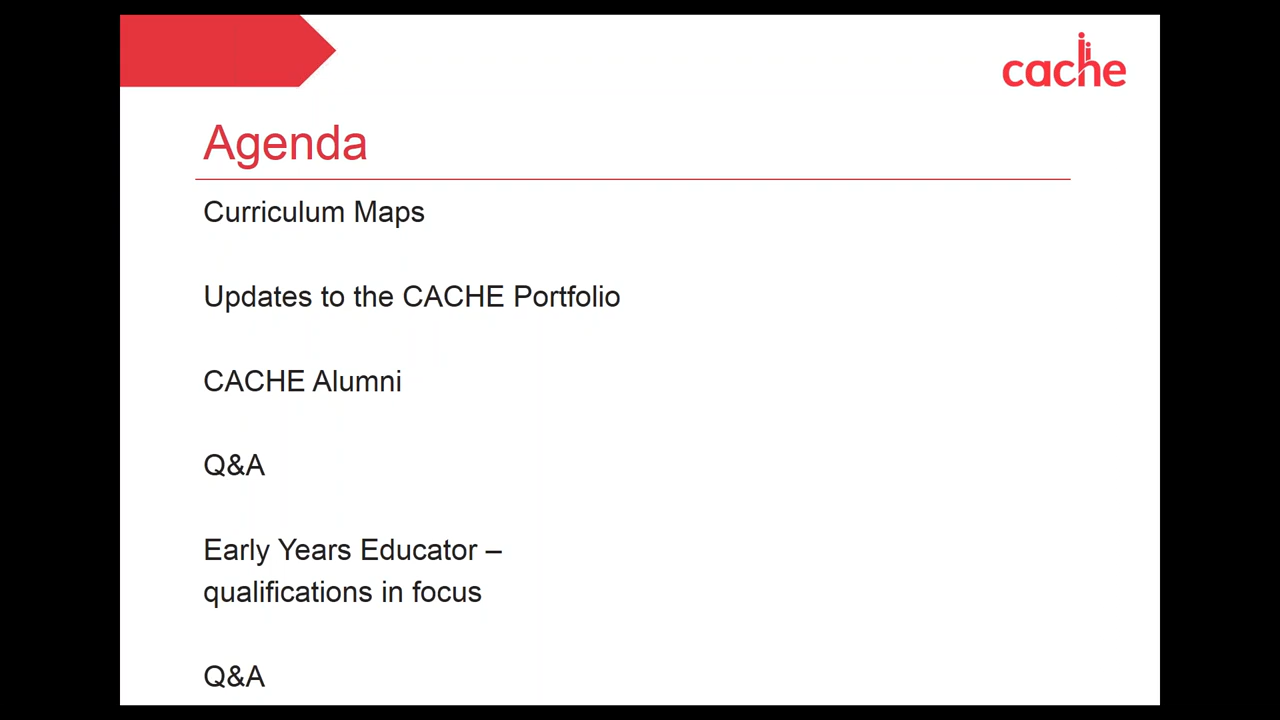 cache
Agenda
Curriculum Maps
Updates to the CACHE Portfolio
CACHE Alumni
Q&A
Early Years Educator –
qualifications in focus
Q&A